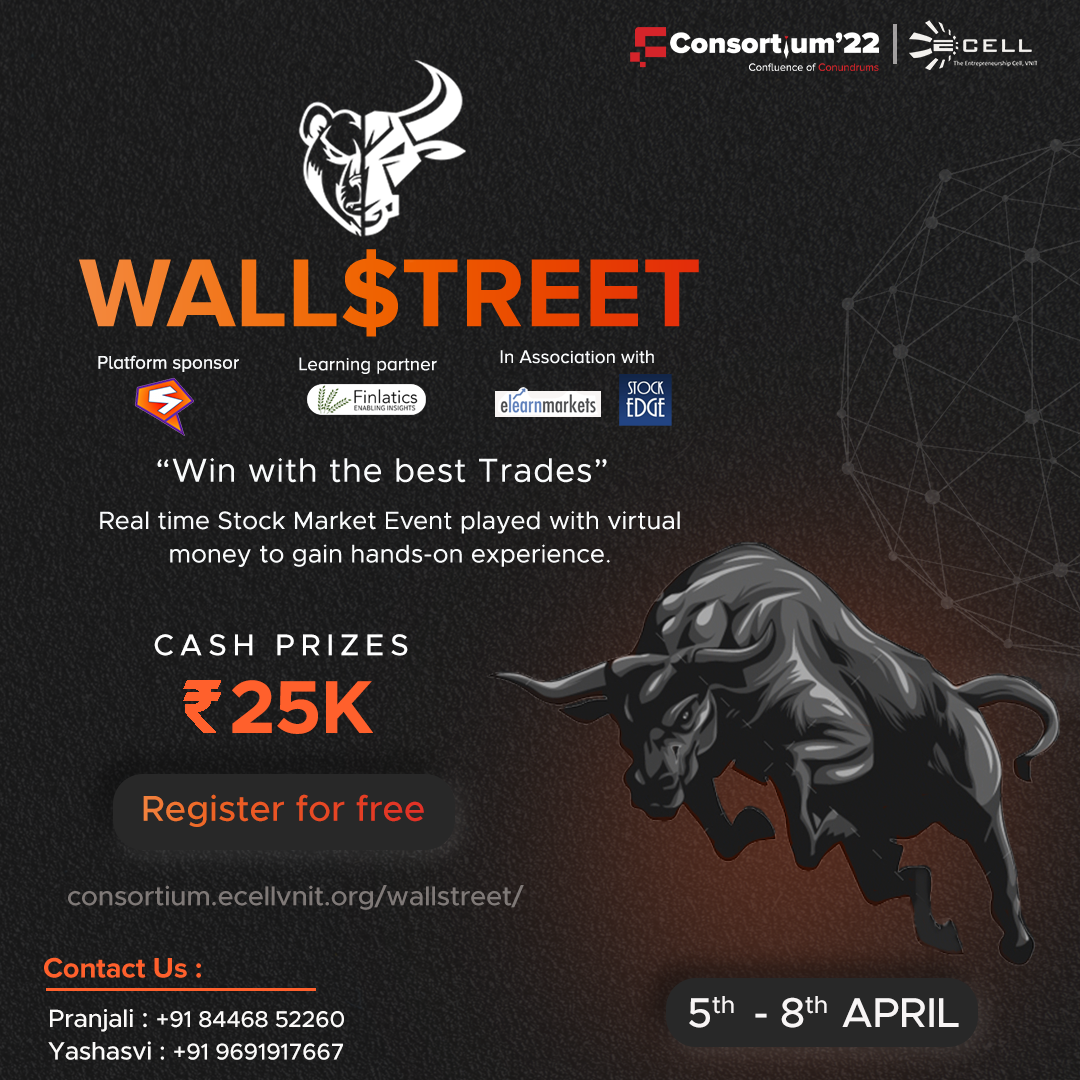 Consortium'22
Confluence of Conundrums
E CELL
The Entrepreneurship Cell, VNIT
WALL$TREET
Platform sponsor
Learning partner
In Association with
S
Finlatics
ENABLING INSIGHTS
elearnmarkets
STOCK
EDGE
“Win with the best Trades”
Real time Stock Market Event played with virtual
money to gain hands-on experience.
CASH PRIZES
₹25K
Register for free
consortium.ecellvnit.org/wallstreet/
Contact Us :
Pranjali : +91 84468 52260
Yashasvi : +91 9691917667
5th - 8th APRIL